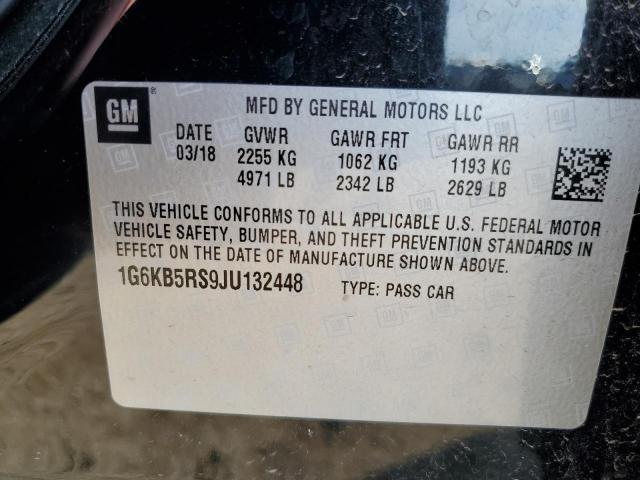 GM ®
MFD BY GENERAL MOTORS LLC
DATE GVWR GAWR FRT GAWR RR
03/18 2255 KG 1062 KG 1193 KG
4971 LB 2342 LB 2629 LB
THIS VEHICLE CONFORMS TO ALL APPLICABLE U.S. FEDERAL MOTOR
VEHICLE SAFETY, BUMPER, AND THEFT PREVENTION STANDARDS IN
EFFECT ON THE DATE OF MANUFACTURE SHOWN ABOVE.
1G6KB5RS9JU132448 TYPE: PASS CAR